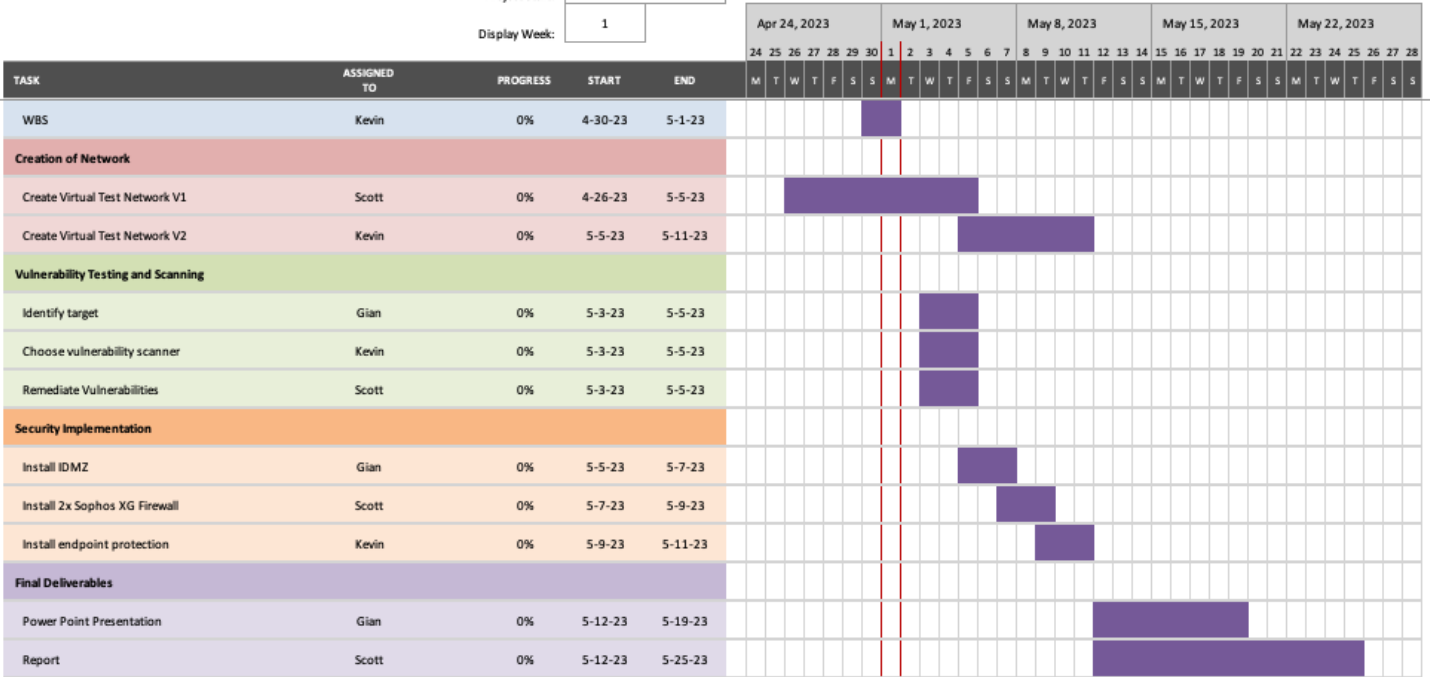 Display Week: 1
Apr 24, 2023 May 1, 2023 May 8, 2023 May 15, 2023 May 22, 2023
24 25 26 27 28 29 30 1 2 3 4 5 6 7 8 9 10 11 12 13 14 15 16 17 18 19 20 21 22 23 24 25 26 27 28
TASK ASSIGNED TO PROGRESS START END M T W T F S S M T W T F S S M T W T F S S M T W T F S S M T W T F S S
WBS Kevin 0% 4-30-23 5-1-23
Creation of Network
Create Virtual Test Network V1 Scott 0% 4-26-23 5-5-23
Create Virtual Test Network V2 Kevin 0% 5-5-23 5-11-23
Vulnerability Testing and Scanning
Identify target Gian 0% 5-3-23 5-5-23
Choose vulnerability scanner Kevin 0% 5-3-23 5-5-23
Remediate Vulnerabilities Scott 0% 5-3-23 5-5-23
Security Implementation
Install IDMZ Gian 0% 5-5-23 5-7-23
Install 2x Sophos XG Firewall Scott 0% 5-7-23 5-9-23
Install endpoint protection Kevin 0% 5-9-23 5-11-23
Final Deliverables
Power Point Presentation Gian 0% 5-12-23 5-19-23
Report Scott 0% 5-12-23 5-25-23